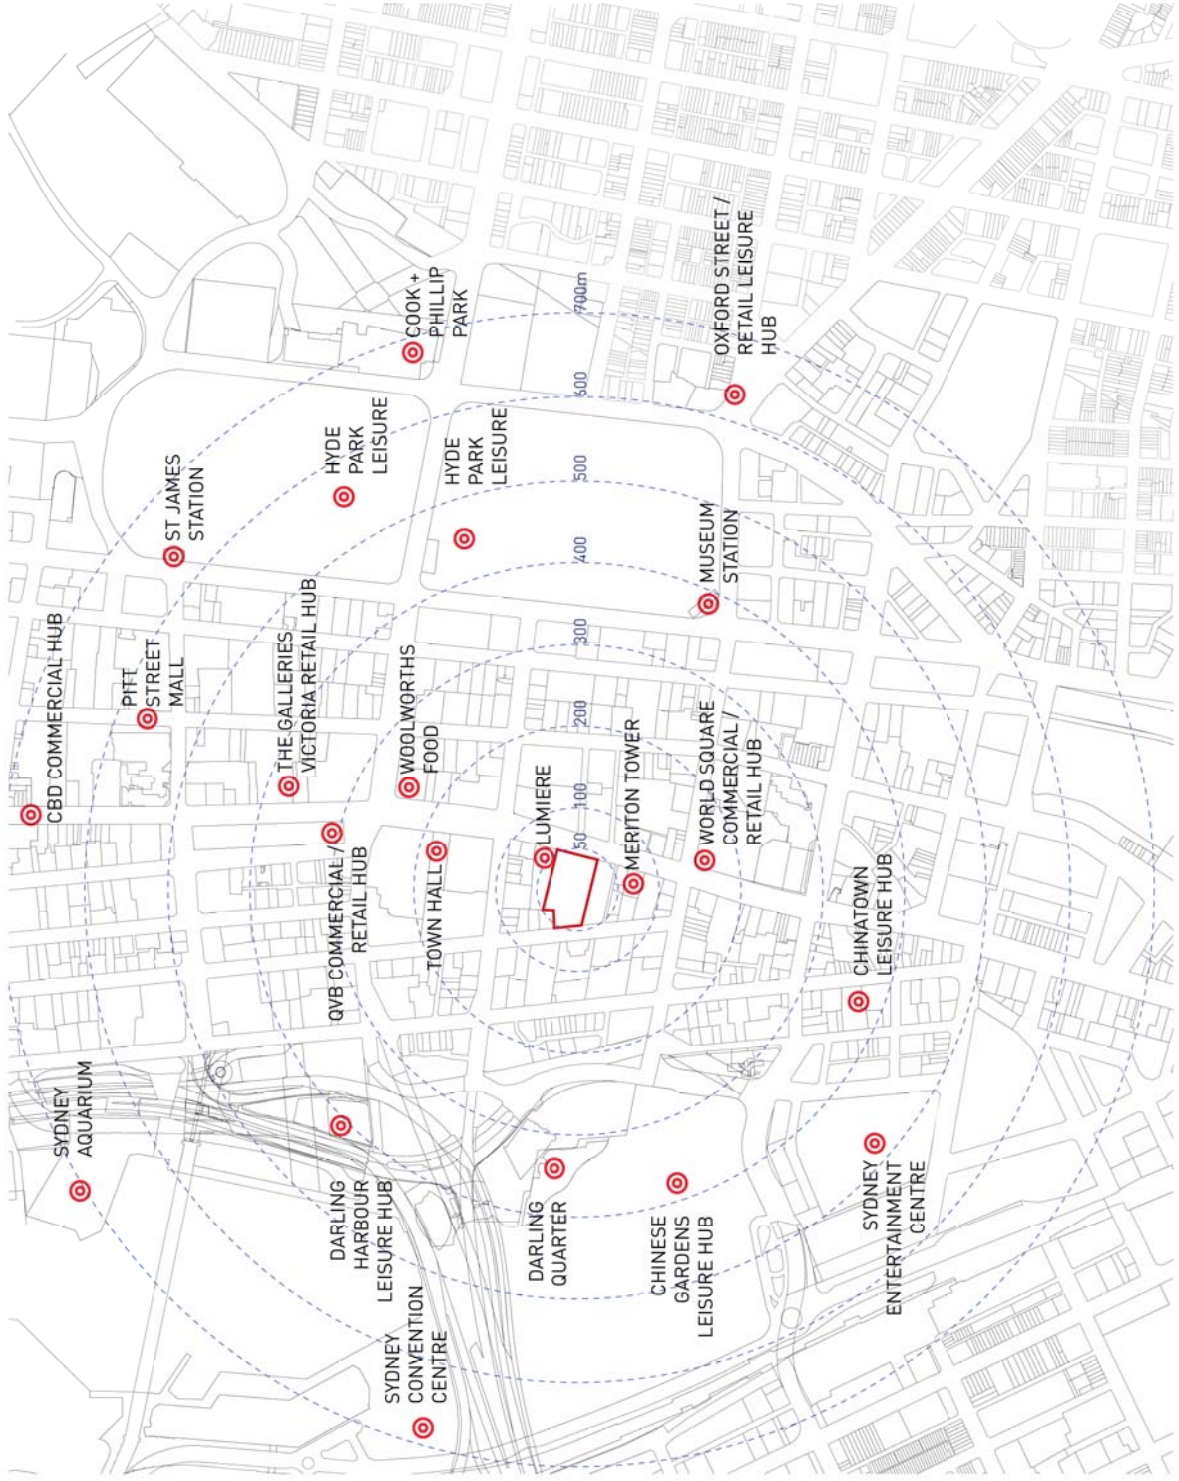 CBD COMMERCIAL HUB
PITT
STREET
MALL
ST JAMES
STATION
HYDE
PARK
LEISURE
COOK +
PHILLIP
PARK
HYDE
PARK
LEISURE
THE GALLERIES
VICTORIA RETAIL HUB
WOOLWORTHS
FOOD
QVB COMMERCIAL /
RETAIL HUB
TOWN HALL
LUMIERE
MERITON TOWER
WORLD SQUARE
COMMERCIAL /
RETAIL HUB
MUSEUM
STATION
OXFORD STREET /
RETAIL LEISURE
HUB
CHINATOWN
LEISURE HUB
SYDNEY
AQUARIUM
DARLING
HARBOUR
LEISURE HUB
SYDNEY
CONVENTION
CENTRE
DARLING
QUARTER
CHINESE
GARDENS
LEISURE HUB
SYDNEY
ENTERTAINMENT
CENTRE
50
100
200
300
400
500
600
700m